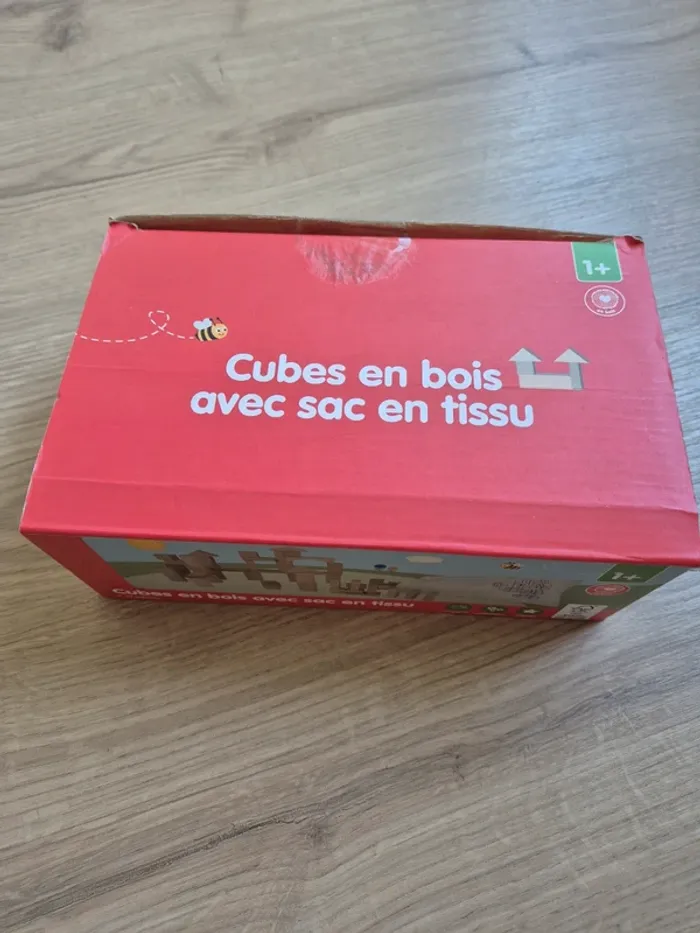 1+
Cubes en bois
avec sac en tissu
1+
Cubes en bois avec sac en tissu